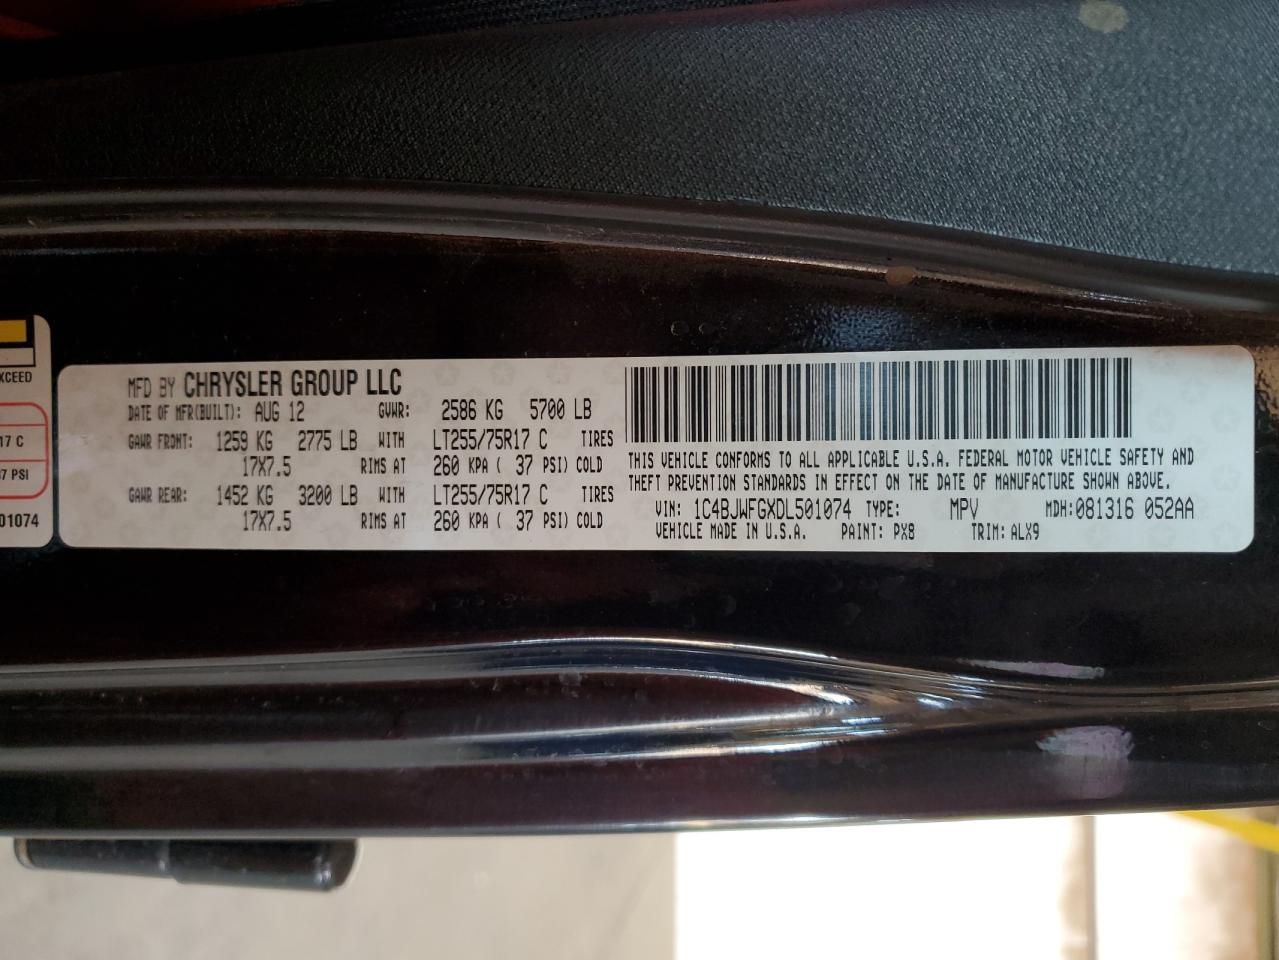 XCEED
17 C
37 PSI
01074
MFD BY CHRYSLER GROUP LLC
DATE OF MFR(BUILT): AUG 12 GVWR: 2586 KG 5700 LB
GAWR FRONT: 1259 KG 2775 LB WITH LT255/75R17 C TIRES
17X7.5 RIMS AT 260 KPA ( 37 PSI) COLD
GAWR REAR: 1452 KG 3200 LB WITH LT255/75R17 C TIRES
17X7.5 RIMS AT 260 KPA ( 37 PSI) COLD
THIS VEHICLE CONFORMS TO ALL APPLICABLE U.S.A. FEDERAL MOTOR VEHICLE SAFETY AND
THEFT PREVENTION STANDARDS IN EFFECT ON THE DATE OF MANUFACTURE SHOWN ABOVE.
VIN: 1C4BJWFGXDL501074 TYPE: MPV MDH:081316 052AA
VEHICLE MADE IN U.S.A. PAINT: PX8 TRIM: ALX9